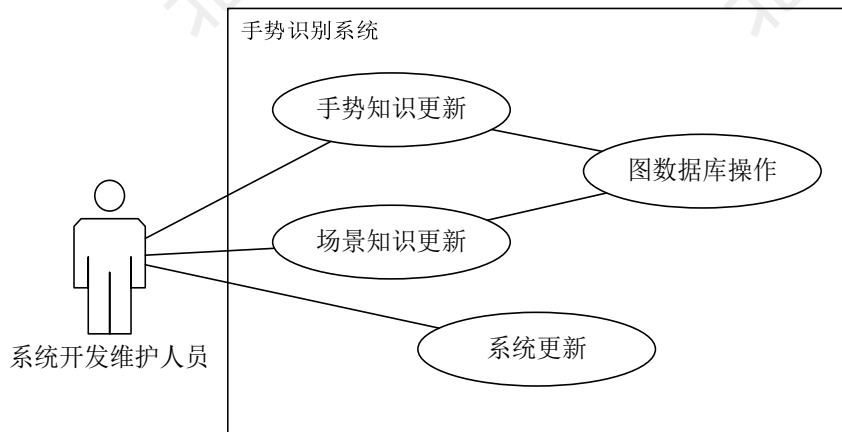 手势识别系统
手势知识更新
图数据库操作
场景知识更新
系统更新
系统开发维护人员